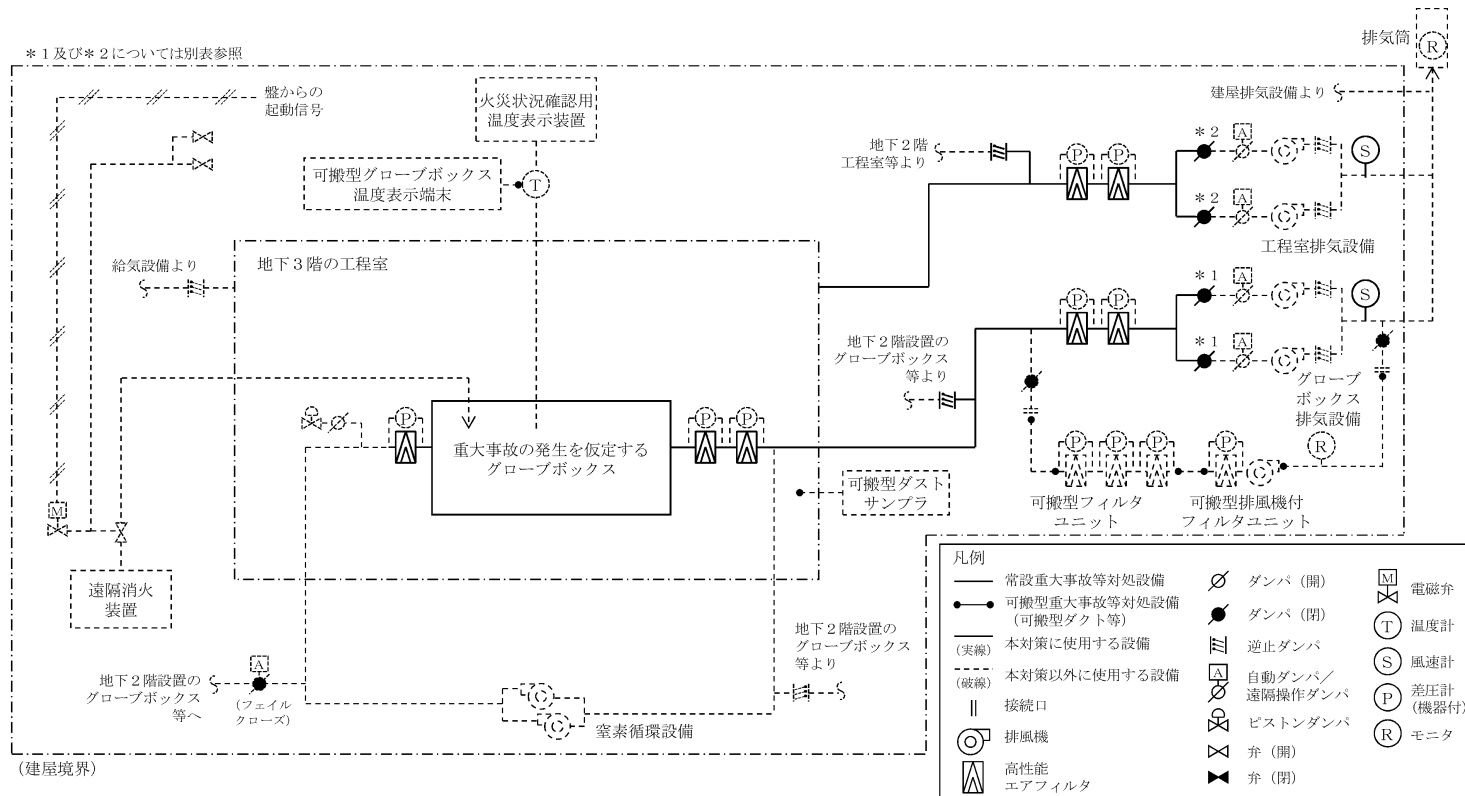 排気筒
R
＊1及び＊2については別表参照
盤からの
起動信号
火災状況確認用
温度表示装置
可搬型グローブボックス
温度表示端末
T
建屋排気設備より
地下2階
工程室等より
P
P
＊2
A
S
＊2
A
工程室排気設備
給気設備より
地下3階の工程室
P
P
＊1
A
S
＊1
A
地下2階設置の
グローブボックス
等より
グローブ
ボックス
排気設備
P
重大事故の発生を仮定する
グローブボックス
P
P
P
P
P
P
R
可搬型フィルタ
ユニット
可搬型排風機付
フィルタユニット
可搬型ダスト
サンプラ
M
遠隔消火
装置
地下2階設置の
グローブボックス
等へ
A
(フェイル
クローズ)
窒素循環設備
地下2階設置の
グローブボックス
等より
(建屋境界)
凡例
常設重大事故等対処設備
可搬型重大事故等対処設備
(可搬型ダクト等)
(実線) 本対策に使用する設備
(破線) 本対策以外に使用する設備
接続口
排風機
高性能
エアフィルタ
ダンパ (開)
ダンパ (閉)
逆止ダンパ
A
自動ダンパ／
遠隔操作ダンパ
ピストンダンパ
弁 (開)
弁 (閉)
M
電磁弁
T 温度計
S 風速計
P 差圧計
(機器付)
R モニタ